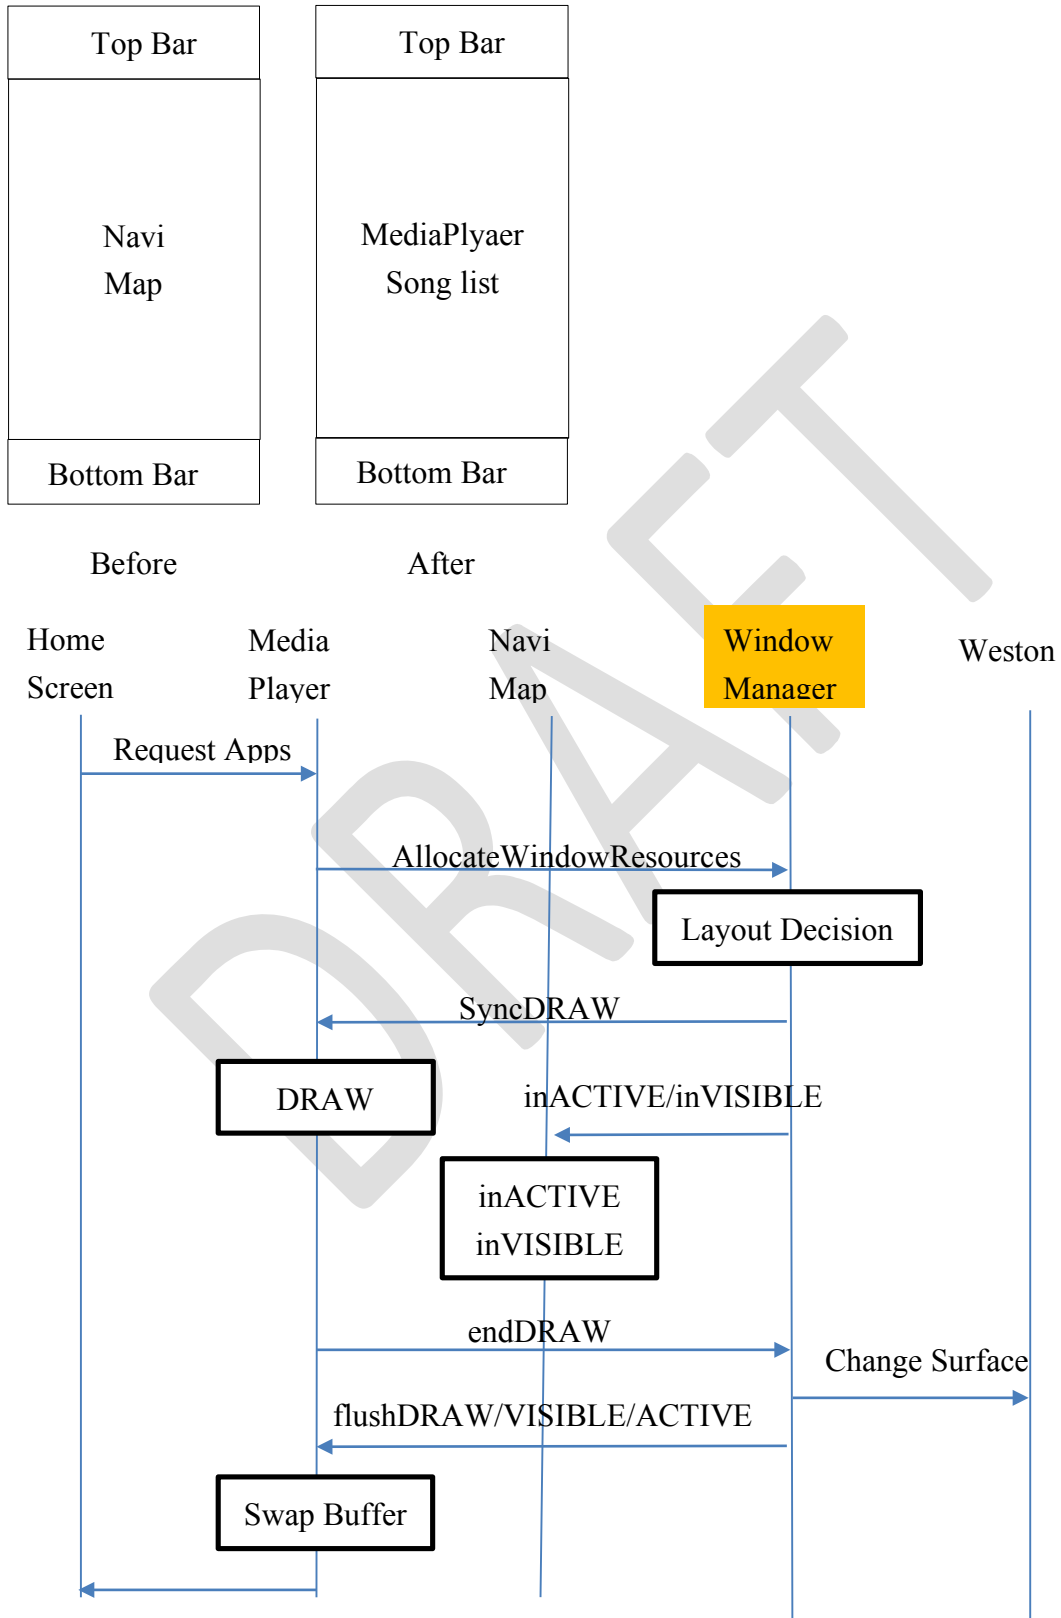 Top Bar
Top Bar
Navi
Map
MediaPlyaer
Song list
Bottom Bar
Bottom Bar
Before
After
Home
Screen
Media
Player
Navi
Map
Window
Manager
Weston
Request Apps
AllocateWindowResources
Layout Decision
SyncDRAW
DRAW
inACTIVE/inVISIBLE
inACTIVE
inVISIBLE
endDRAW
Change Surface
flushDRAW/VISIBLE/ACTIVE
Swap Buffer
DRAFT